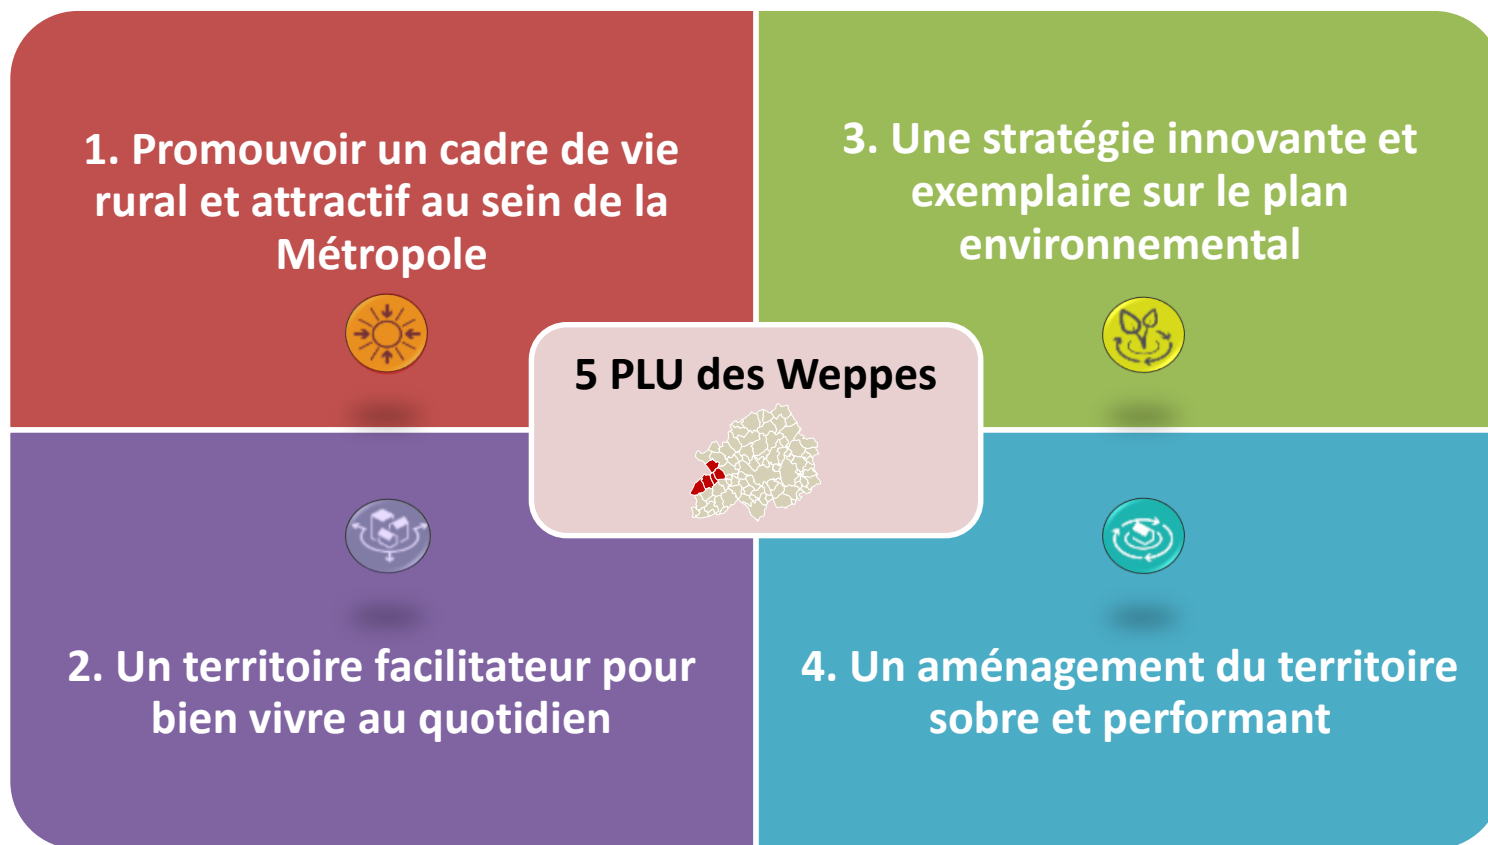 1. Promouvoir un cadre de vie
rural et attractif au sein de la
Métropole
3. Une stratégie innovante et
exemplaire sur le plan
environnemental
5 PLU des Weppes
2. Un territoire facilitateur pour
bien vivre au quotidien
4. Un aménagement du territoire
sobre et performant